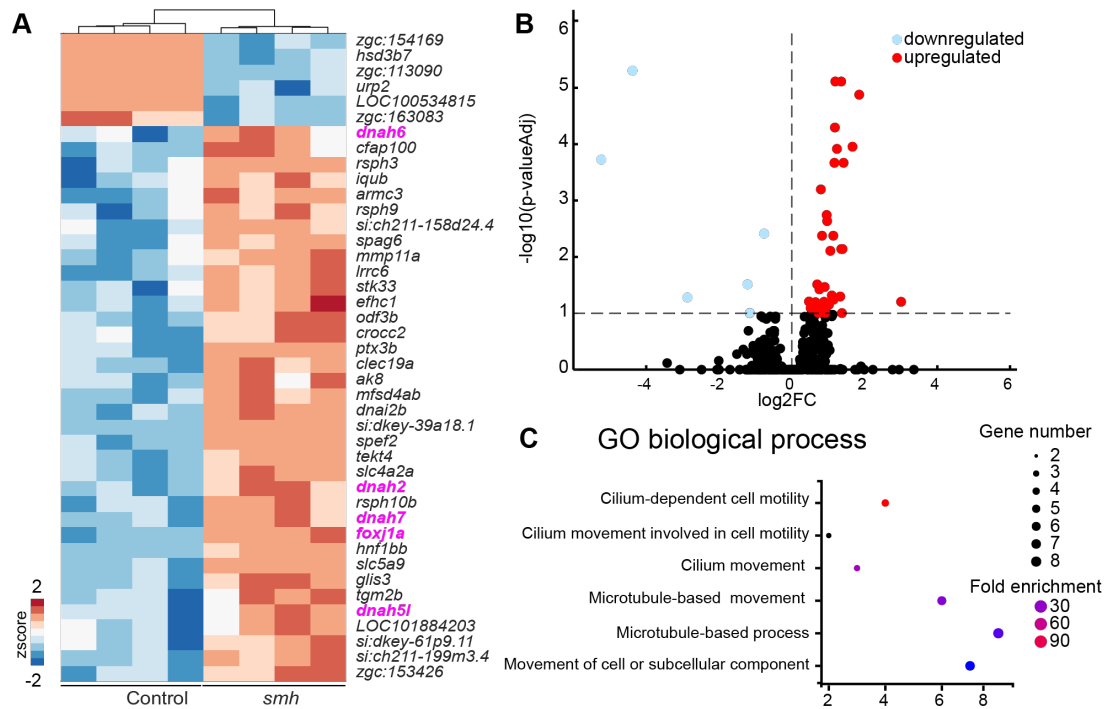 A
zgc:154169
hsd3b7
zgc:113090
urp2
LOC100534815
zgc:163083
dnah6
cfap100
rsph3
iqub
armc3
rsph9
si:ch211-158d24.4
spag6
mmp11a
lrrc6
stk33
efhc1
odf3b
crocc2
ptx3b
clec19a
ak8
mfsd4ab
dnai2b
si:dkey-39a18.1
spef2
tekt4
slc4a2a
dnah2
rsph10b
dnah7
foxj1a
hnf1bb
slc5a9
glis3
tgm2b
dnah5l
LOC101884203
si:dkey-61p9.11
si:ch211-199m3.4
zgc:153426
2
zscore
-2
Control
smh
B
downregulated
upregulated
6
5
4
3
2
1
0
-log10(p-valueAdj)
-4
-2
0
2
4
6
log2FC
C
GO biological process
Cilium-dependent cell motility
Cilium movement involved in cell motility
Cilium movement
Microtubule-based movement
Microtubule-based process
Movement of cell or subcellular component
2
4
6
8
Gene number
2
3
4
5
6
7
8
Fold enrichment
30
60
90